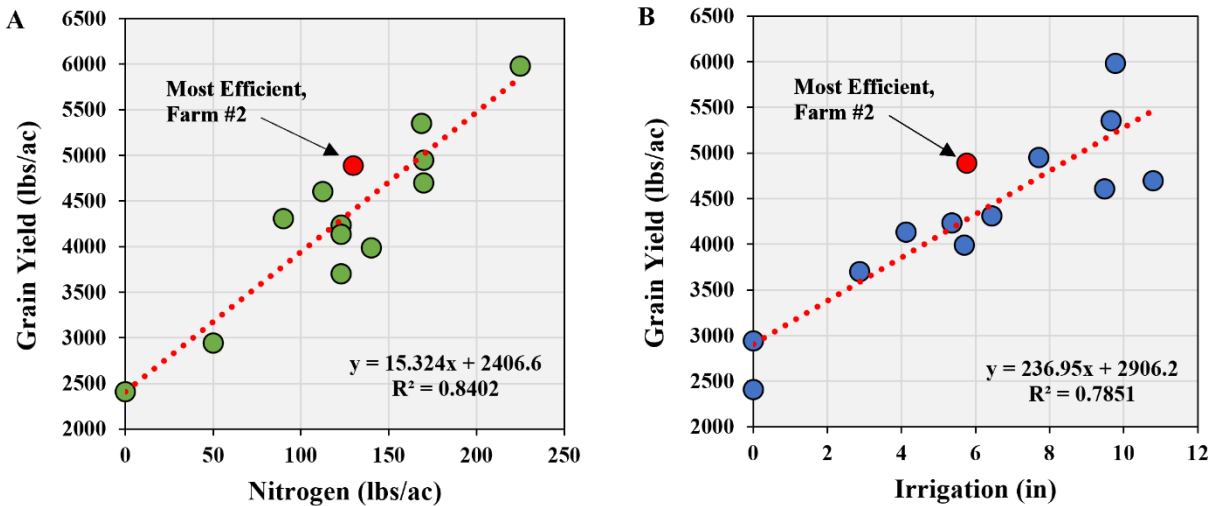 A
Grain Yield (lbs/ac)
6500
6000
5500
5000
4500
4000
3500
3000
2500
2000
Most Efficient,
Farm #2
y = 15.324x + 2406.6
R² = 0.8402
0 50 100 150 200 250
Nitrogen (lbs/ac)
B
Grain Yield (lbs/ac)
6500
6000
5500
5000
4500
4000
3500
3000
2500
2000
Most Efficient,
Farm #2
y = 236.95x + 2906.2
R² = 0.7851
0 2 4 6 8 10 12
Irrigation (in)